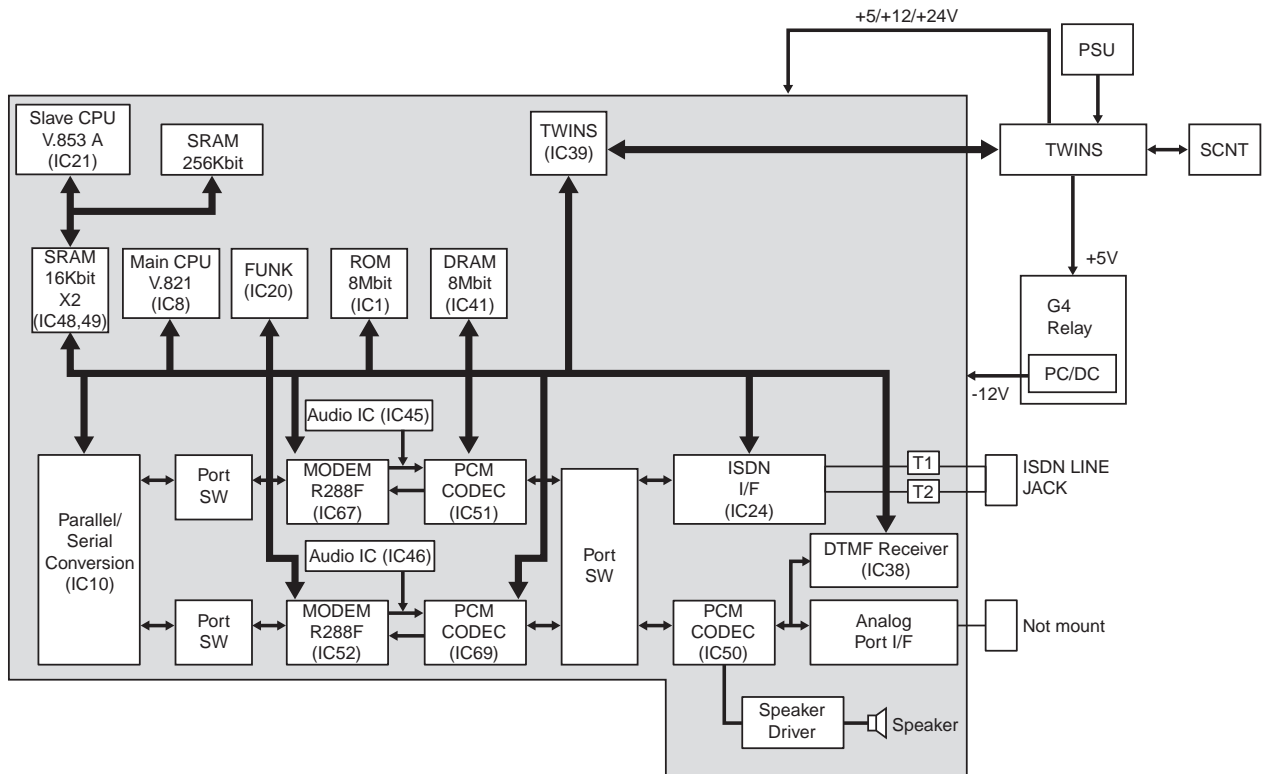 +5/+12/+24V
PSU
Slave CPU
V.853 A
(IC21)
SRAM
256Kbit
TWINS
(IC39)
TWINS
SCNT
SRAM
16Kbit
X2
(IC48,49)
Main CPU
V.821
(IC8)
FUNK
(IC20)
ROM
8Mbit
(IC1)
DRAM
8Mbit
(IC41)
+5V
G4
Relay
PC/DC
-12V
Audio IC (IC45)
Parallel/
Serial
Conversion
(IC10)
Port
SW
MODEM
R288F
(IC67)
PCM
CODEC
(IC51)
Port
SW
ISDN
I/F
(IC24)
T1
T2
ISDN LINE
JACK
Audio IC (IC46)
DTMF Receiver
(IC38)
Port
SW
MODEM
R288F
(IC52)
PCM
CODEC
(IC69)
PCM
CODEC
(IC50)
Analog
Port I/F
Not mount
Speaker
Driver
Speaker